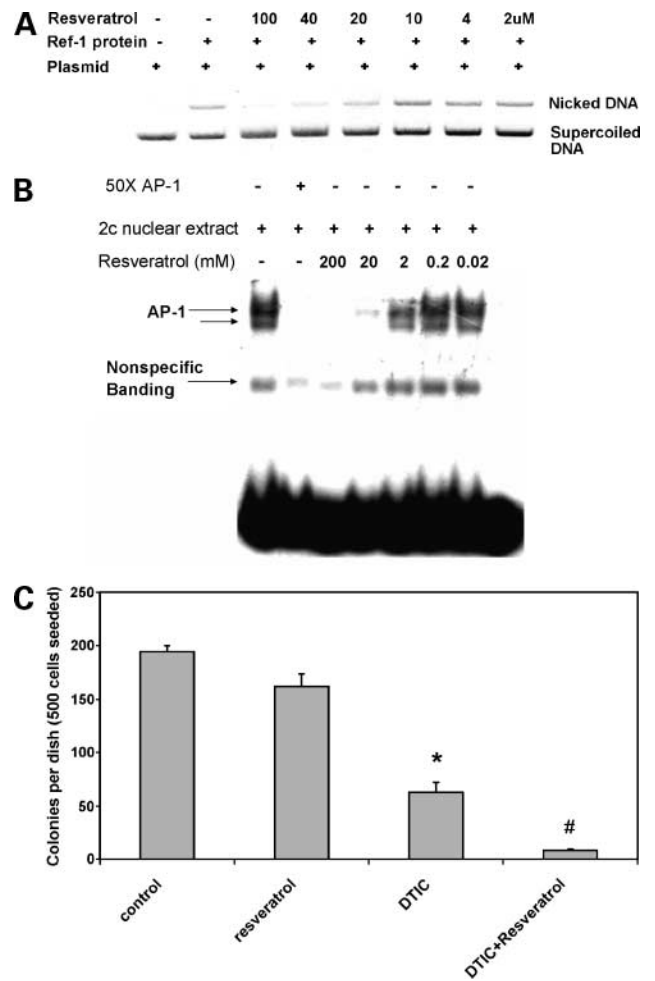 A
Resveratrol - - 100 40 20 10 4 2uM
Ref-1 protein - + + + + + + +
Plasmid + + + + + + + +
Nicked DNA
Supercoiled
DNA
B
50X AP-1 - + - - - - -
2c nuclear extract + + + + + + +
Resveratrol (mM) - - 200 20 2 0.2 0.02
AP-1
Nonspecific
Banding
C
Colonies per dish (500 cells seeded)
250
200
150
100
50
0
*
#
control
resveratrol
DTIC
DTIC+Resveratrol